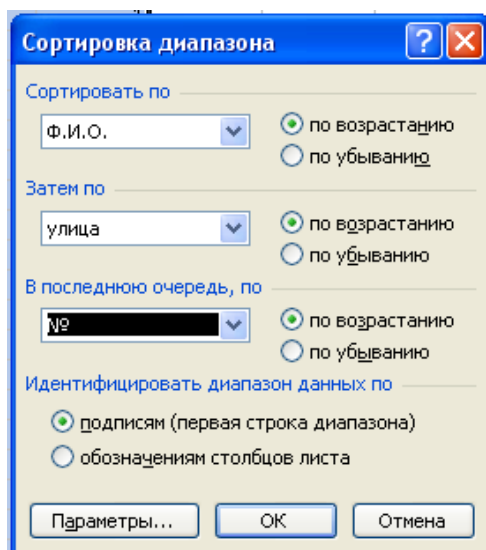 Сортировка диапазона
Сортировать по
Ф.И.О.
по возрастанию
по убыванию
Затем по
улица
по возрастанию
по убыванию
В последнюю очередь, по
№
по возрастанию
по убыванию
Идентифицировать диапазон данных по
подписям (первая строка диапазона)
обозначениям столбцов листа
Параметры... ОК Отмена